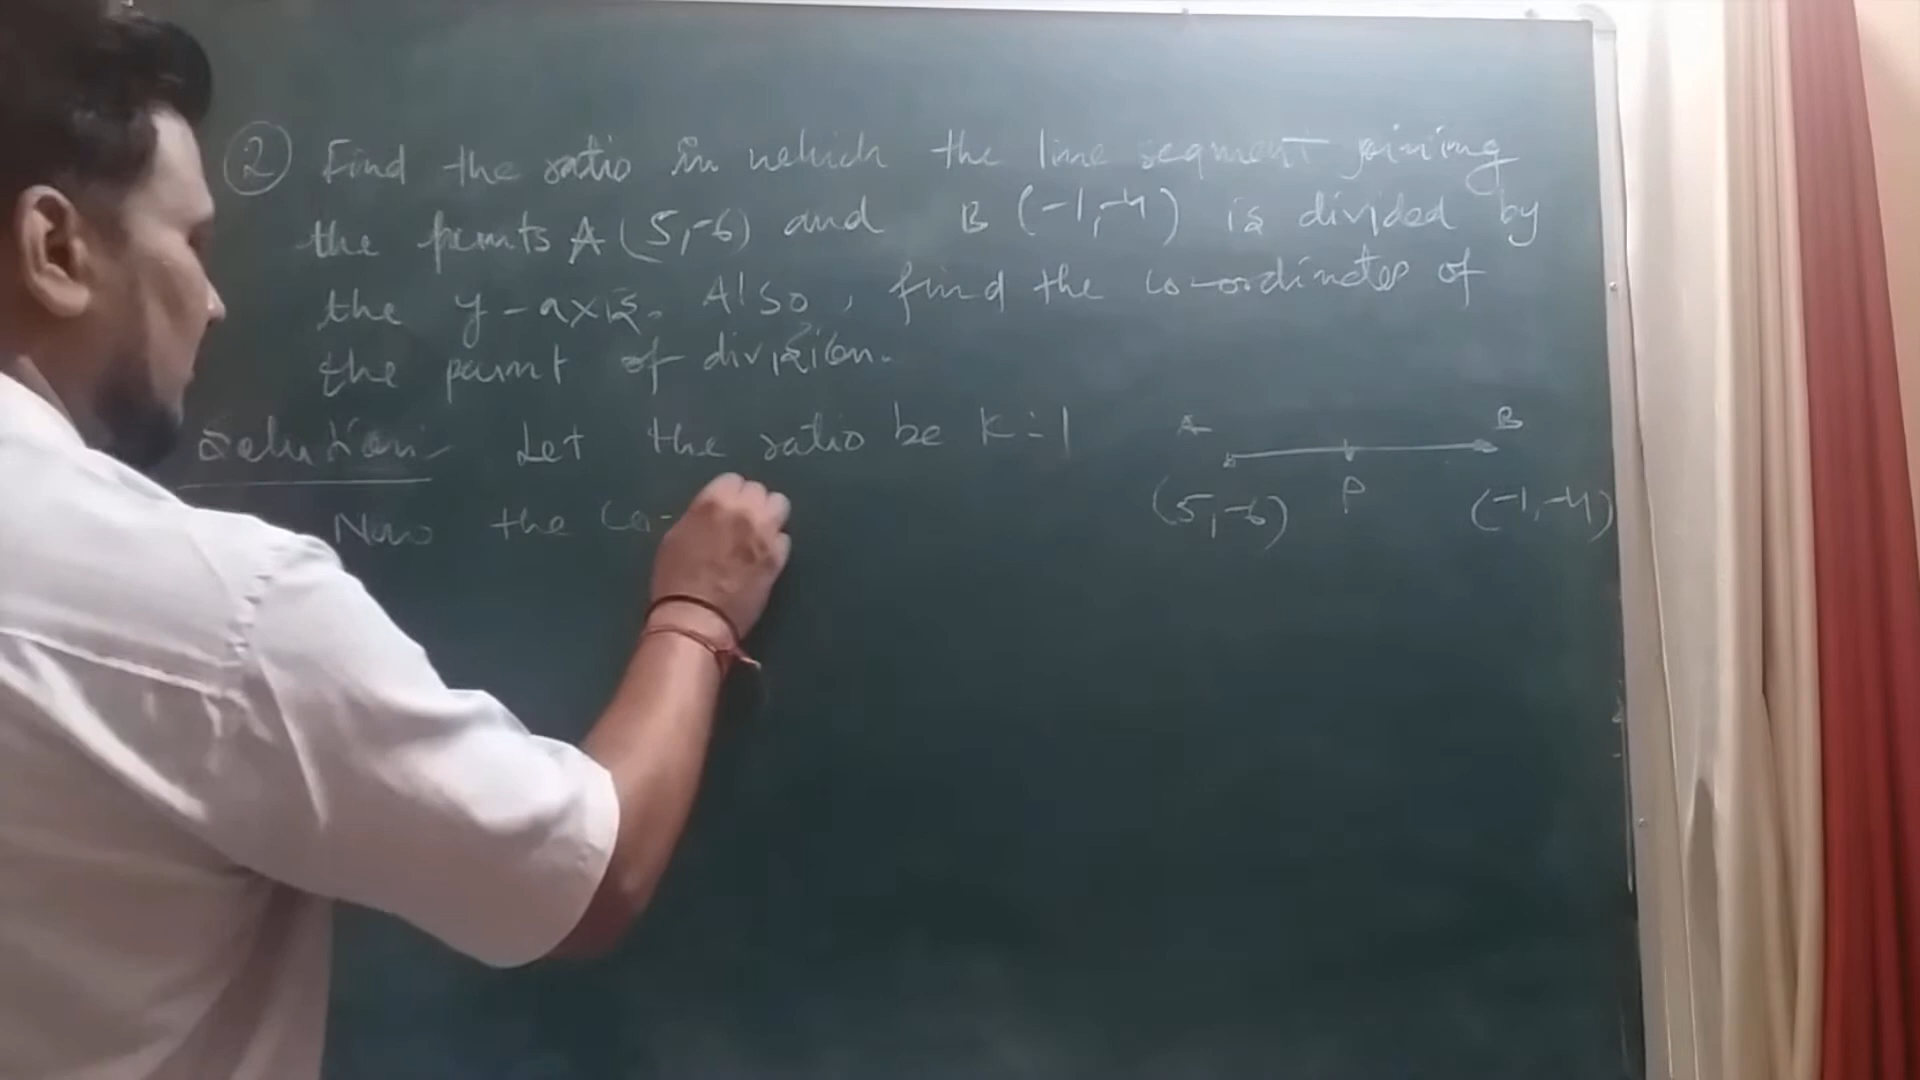 ② Find the ratio in which the line segment joining
the points A (5,-6) and B (-1,-4) is divided by
the y-axis. Also, find the co-ordinates of
the point of division.
Solution:- Let the ratio be K:1
A B
(5,-6) P (-1,-4)
Now the Co-